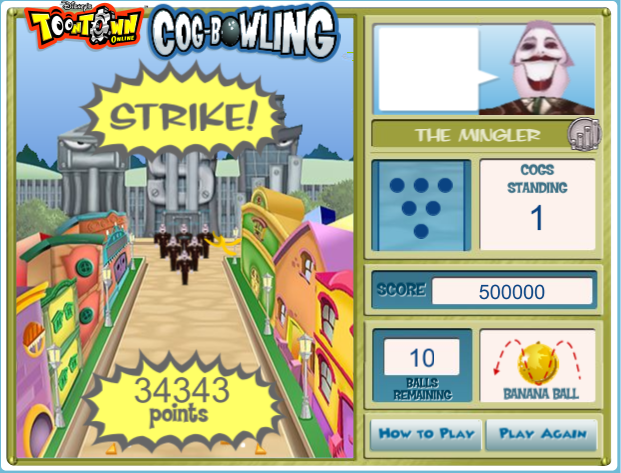 Disney's
TOONTOWN
ONLINE
COG-BOWLING
STRIKE!
34343
points
THE MINGLER
COGS
STANDING
1
SCORE 500000
10
BALLS
REMAINING
BANANA BALL
HOW TO PLAY
PLAY AGAIN